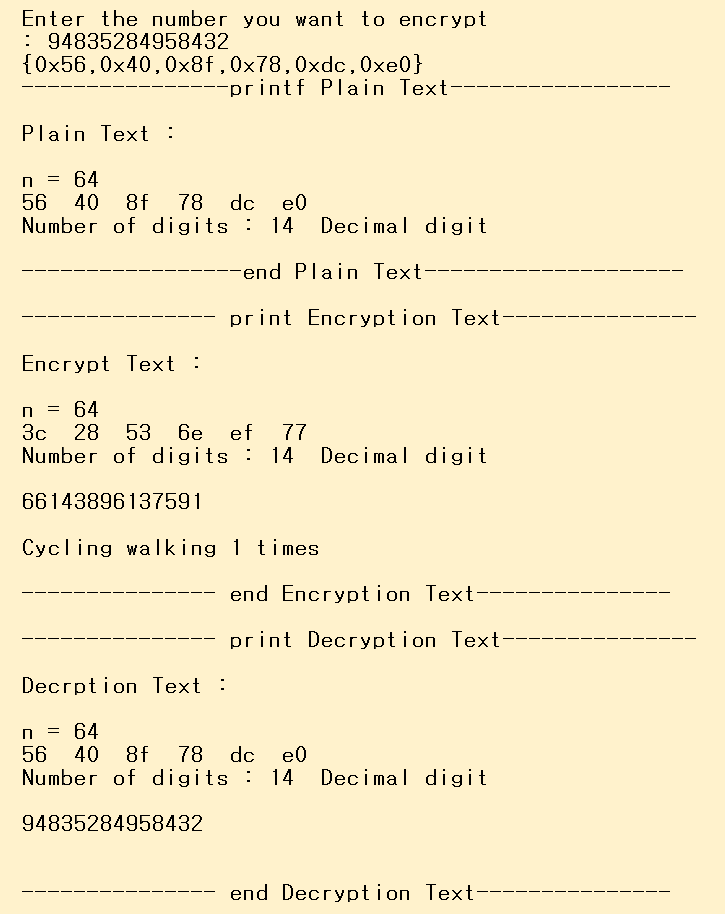 Enter the number you want to encrypt
: 94835284958432
{0x56,0x40,0x8f,0x78,0xdc,0xe0}
----------------printf Plain Text-----------------
Plain Text :
n = 64
56 40 8f 78 dc e0
Number of digits : 14 Decimal digit
-----------------end Plain Text--------------------
--------------- print Encryption Text---------------
Encrypt Text :
n = 64
3c 28 53 6e ef 77
Number of digits : 14 Decimal digit
66143896137591
Cycling walking 1 times
--------------- end Encryption Text---------------
--------------- print Decryption Text---------------
Decrption Text :
n = 64
56 40 8f 78 dc e0
Number of digits : 14 Decimal digit
94835284958432
--------------- end Decryption Text---------------